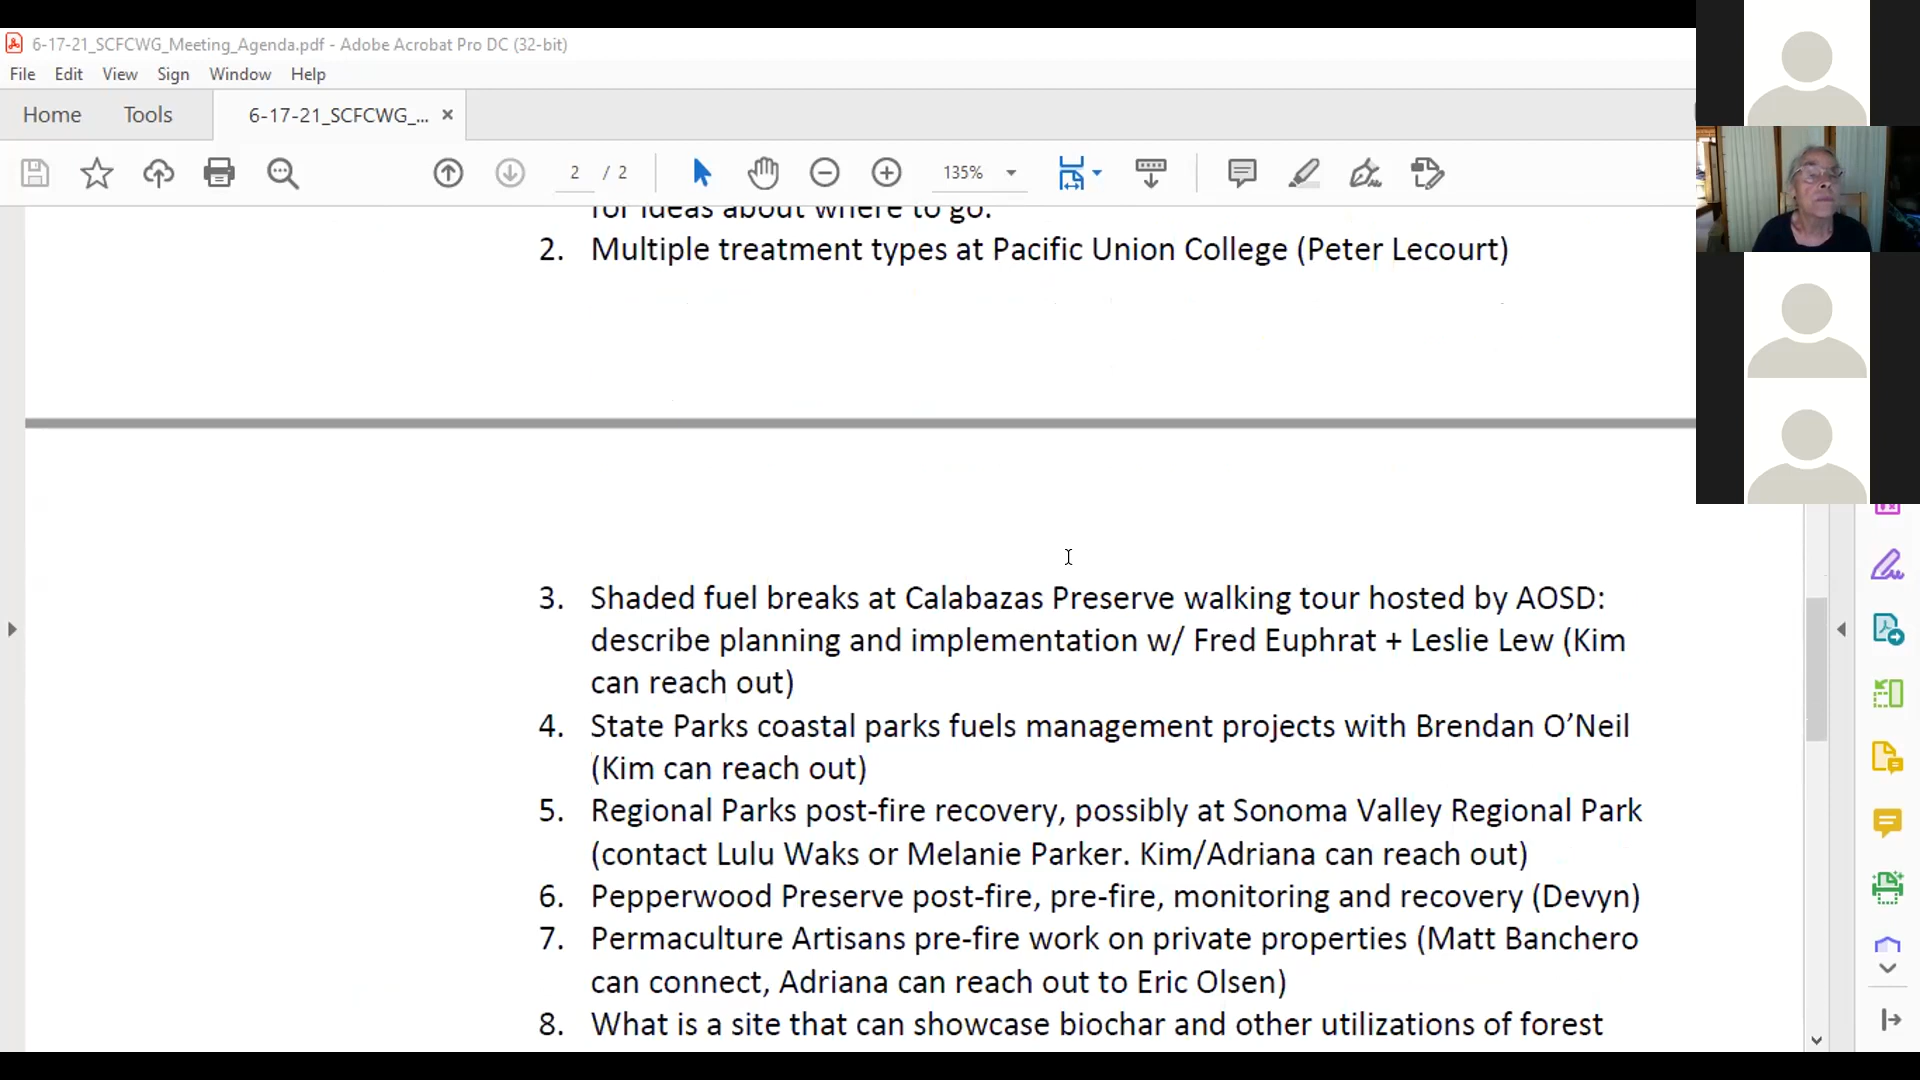 6-17-21_SCFCWG_Meeting_Agenda.pdf - Adobe Acrobat Pro DC (32-bit)
File Edit View Sign Window Help
Home Tools 6-17-21_SCFCWG_... ×
2 / 2 135%
for ideas about where to go.
2. Multiple treatment types at Pacific Union College (Peter Lecourt)
3. Shaded fuel breaks at Calabazas Preserve walking tour hosted by AOSD:
describe planning and implementation w/ Fred Euphrat + Leslie Lew (Kim
can reach out)
4. State Parks coastal parks fuels management projects with Brendan O’Neil
(Kim can reach out)
5. Regional Parks post-fire recovery, possibly at Sonoma Valley Regional Park
(contact Lulu Waks or Melanie Parker. Kim/Adriana can reach out)
6. Pepperwood Preserve post-fire, pre-fire, monitoring and recovery (Devyn)
7. Permaculture Artisans pre-fire work on private properties (Matt Banchero
can connect, Adriana can reach out to Eric Olsen)
8. What is a site that can showcase biochar and other utilizations of forest